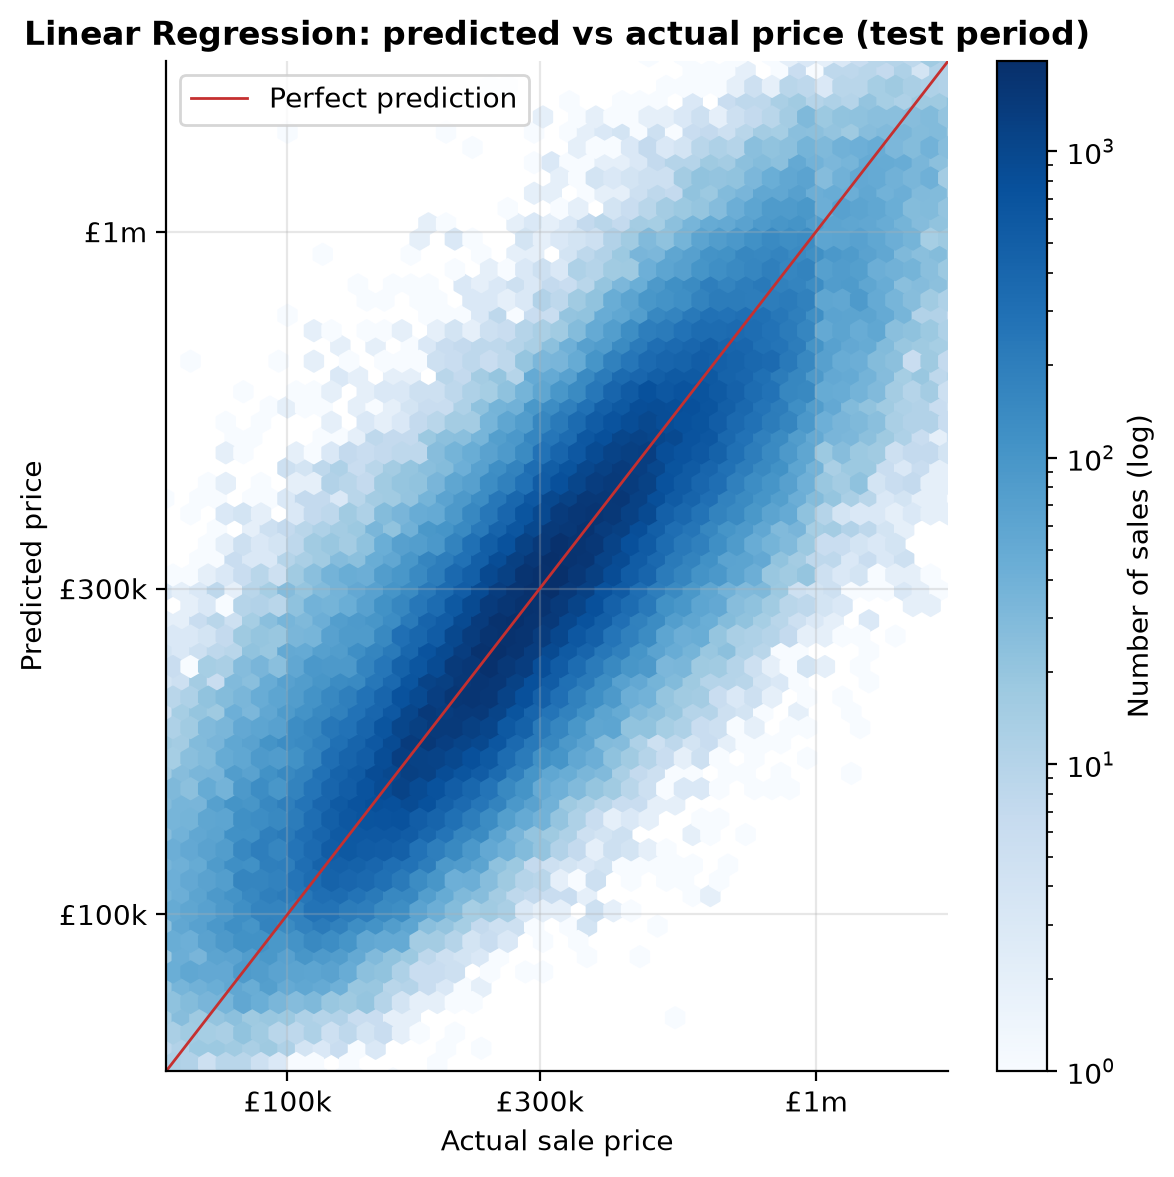 Linear Regression: predicted vs actual price (test period)
Perfect prediction
£1m
£300k
£100k
Predicted price
£100k
£300k
£1m
Actual sale price
10³
10²
10¹
10⁰
Number of sales (log)